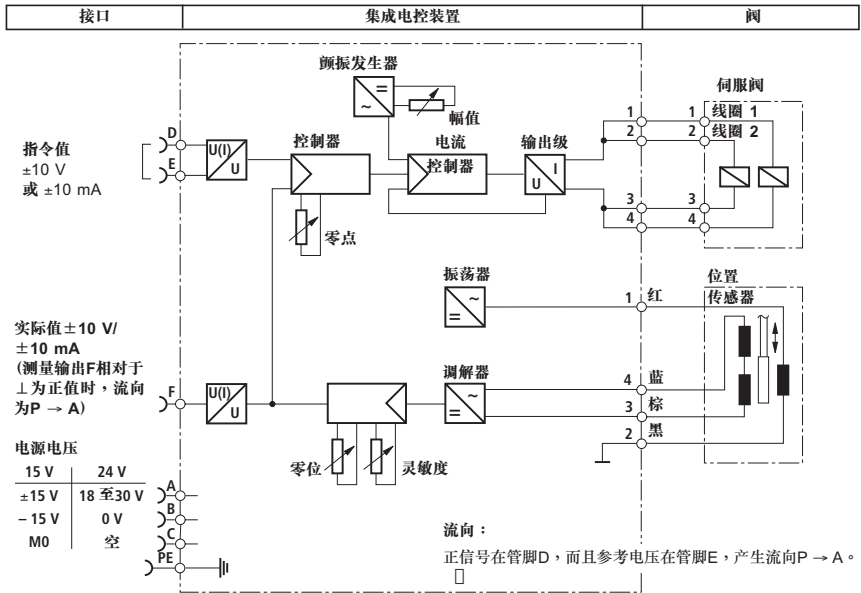 接口 集成电控装置 阀
颤振发生器
=
~
幅值
伺服阀
指令值
±10 V
或 ±10 mA
D
E
U(I)
U
控制器
电流
控制器
输出级
I
U
零点
1 1 线圈 1
2 2 线圈 2
3 3
4 4
振荡器
~
=
1 红
位置
传感器
实际值±10 V/
±10 mA
(测量输出F相对于
⊥为正值时，流向
为P → A)
F
U(I)
U
调解器
~
=
4 蓝
3 棕
2 黑
零位
灵敏度
电源电压
15 V 24 V
±15 V 18 至30 V
– 15 V 0 V
M0 空
A
B
C
PE
流向：
正信号在管脚D，而且参考电压在管脚E，产生流向P → A。